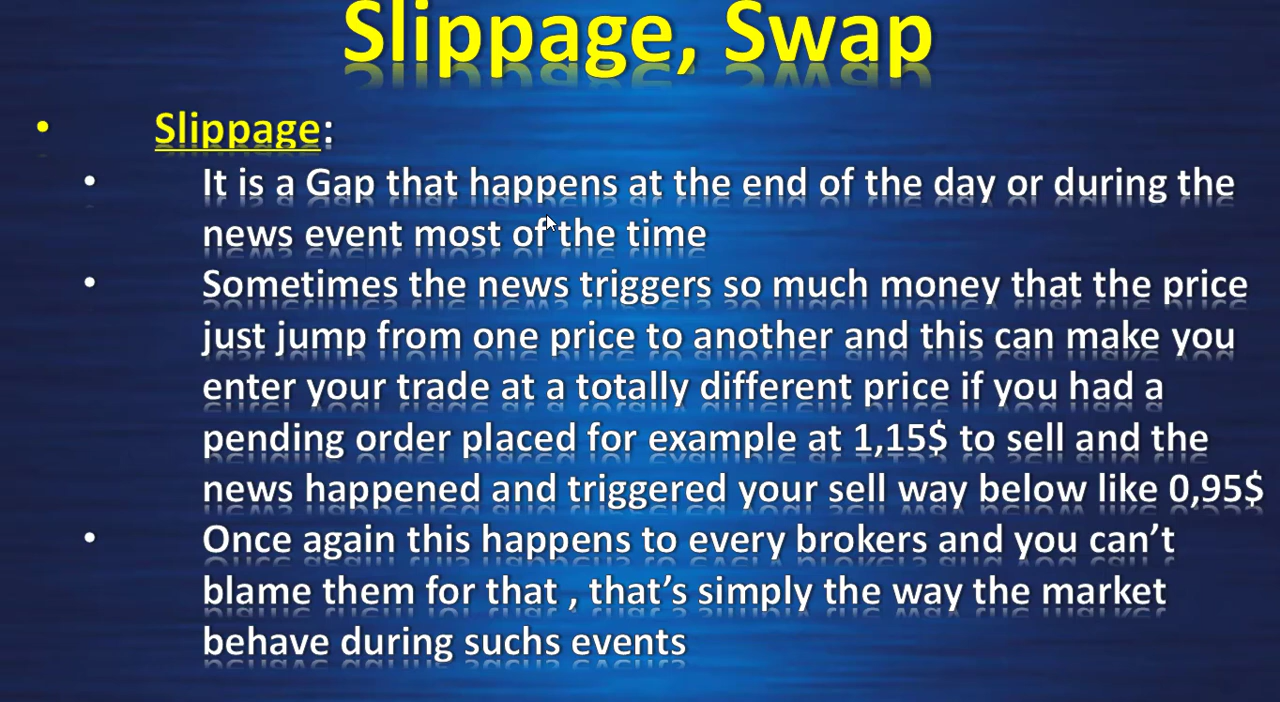 Slippage, Swap
• Slippage:
• It is a Gap that happens at the end of the day or during the
news event most of the time
• Sometimes the news triggers so much money that the price
just jump from one price to another and this can make you
enter your trade at a totally different price if you had a
pending order placed for example at 1,15$ to sell and the
news happened and triggered your sell way below like 0,95$
• Once again this happens to every brokers and you can’t
blame them for that , that’s simply the way the market
behave during suchs events